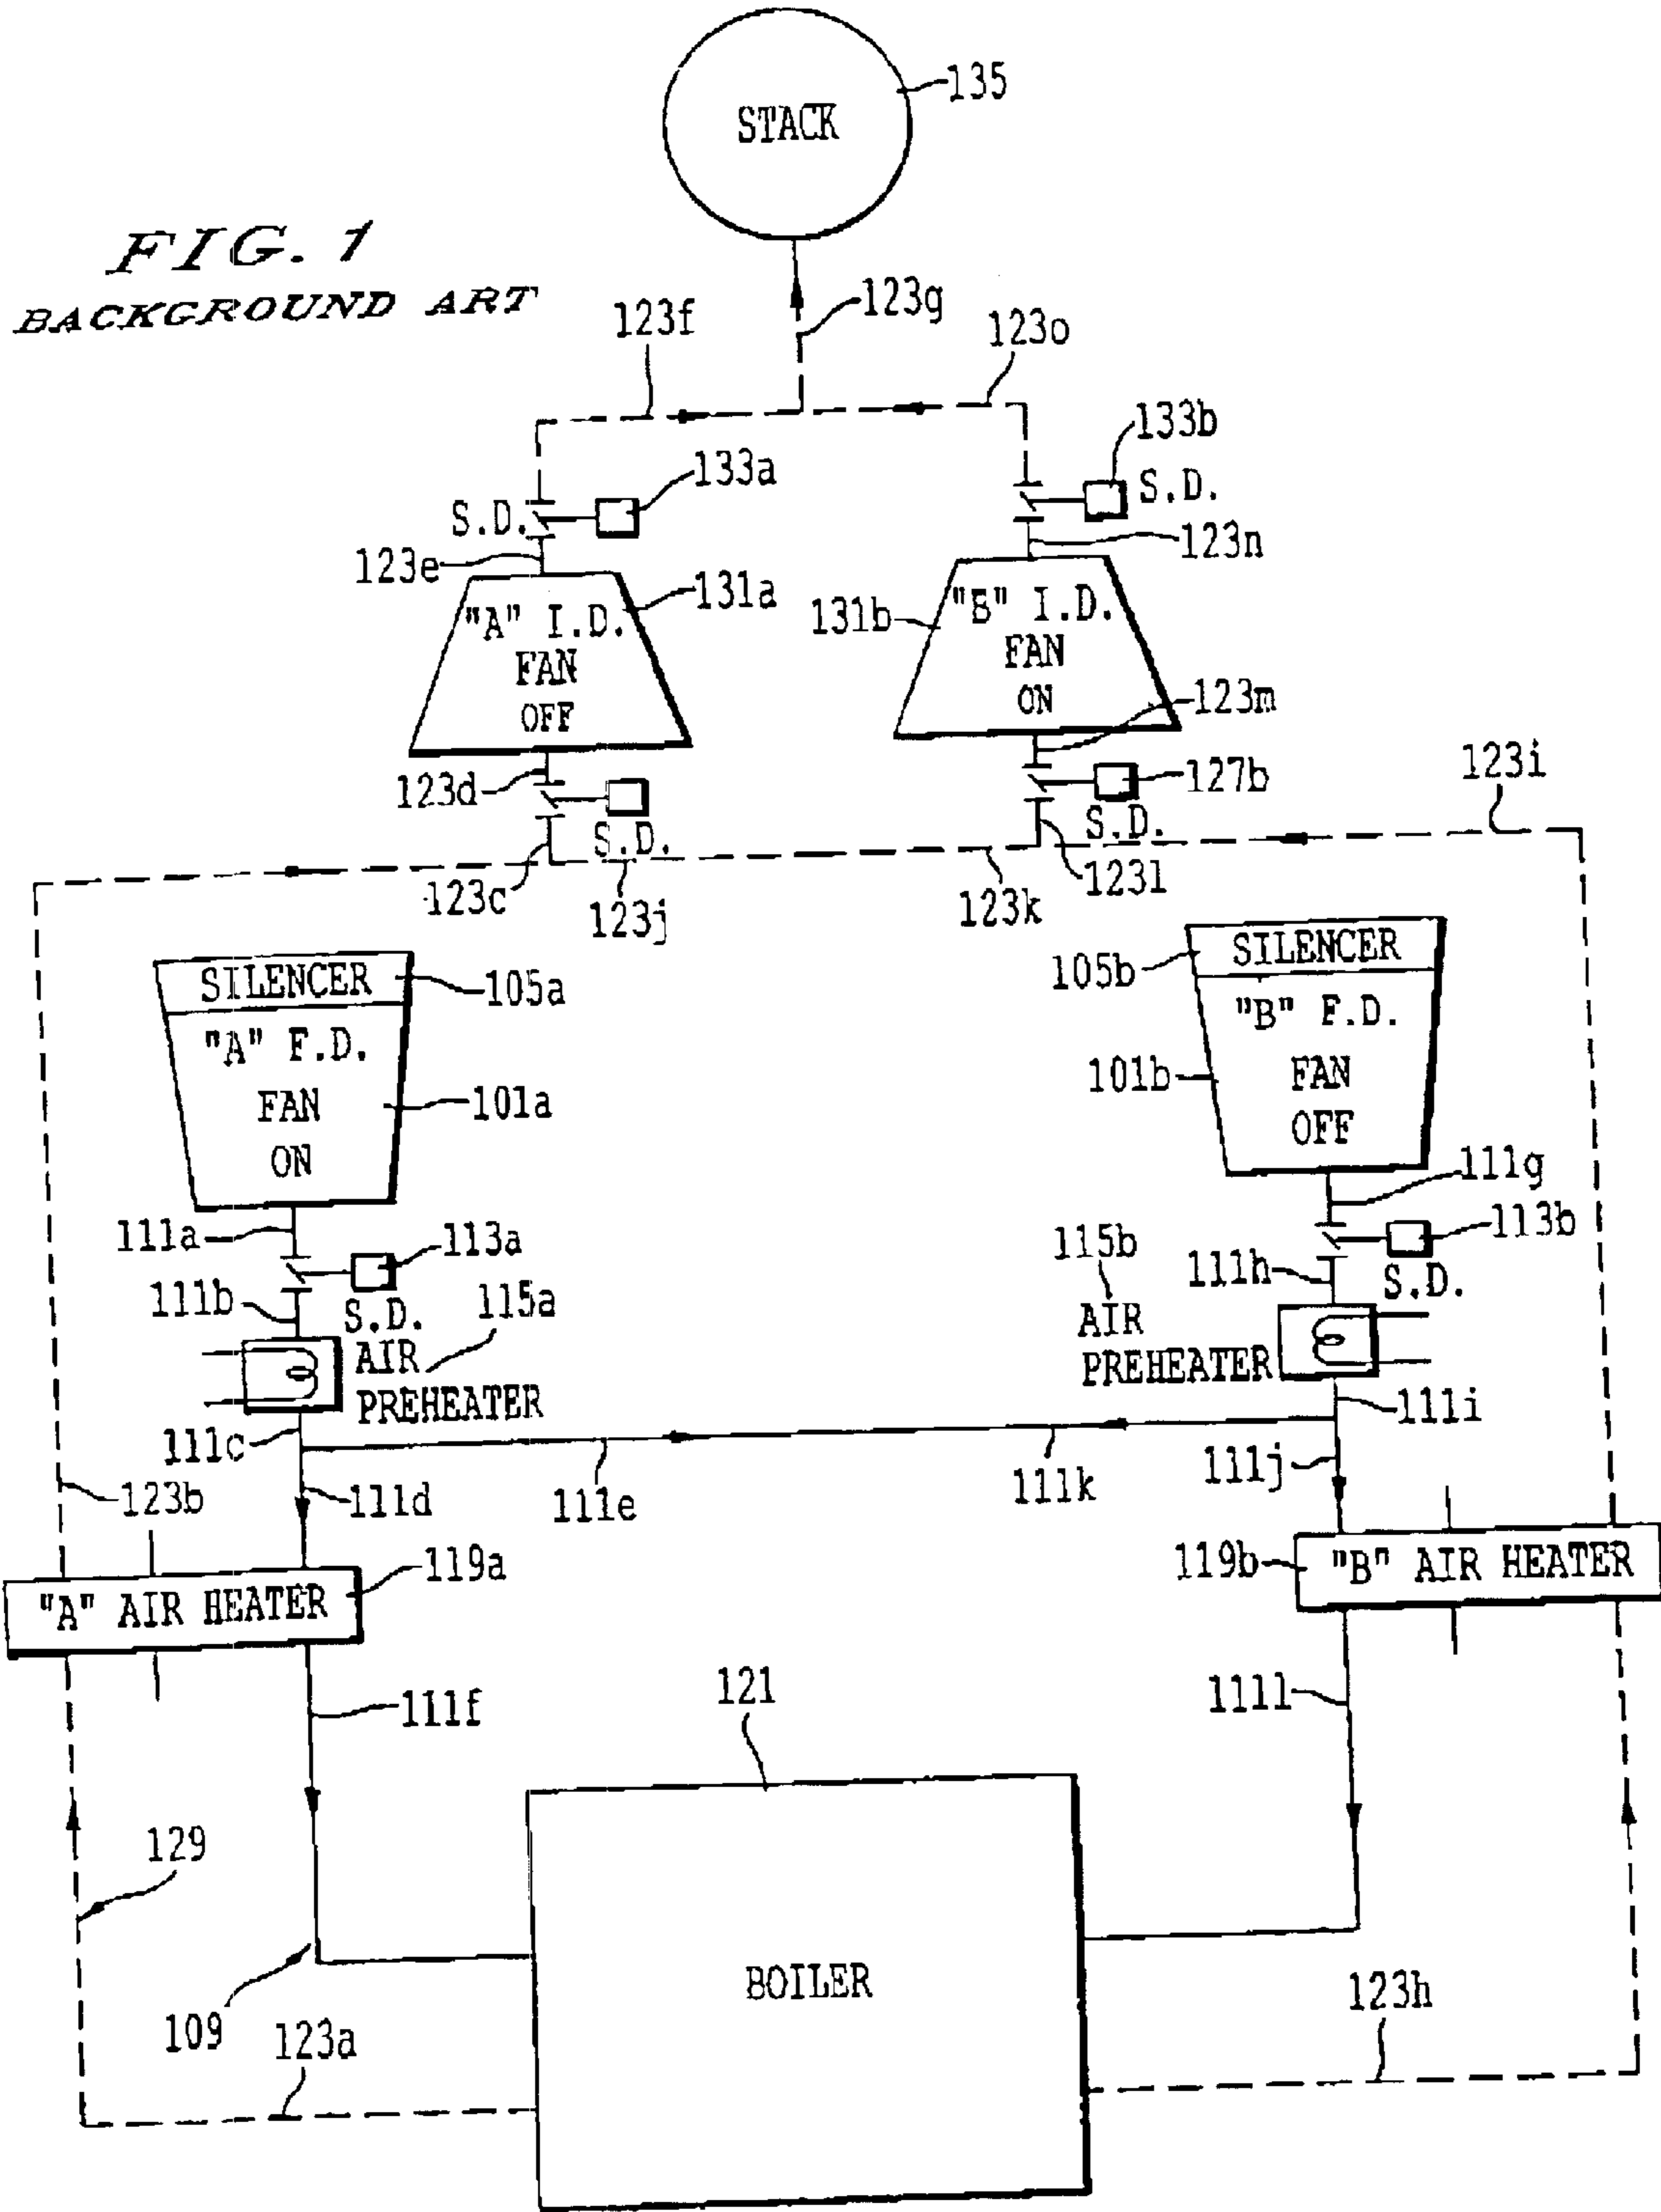 135
STACK
FIG. 1
BACKGROUND ART
123f
123g
123o
133a
133b
S.D.
S.D.
123e
123n
131a
131b
"A" I.D.
FAN
OFF
"B" I.D.
FAN
ON
123m
123d
127b
123i
S.D.
S.D.
123c
123j
123k
123l
SILENCER
105a
"A" F.D.
FAN
ON
101a
105b
SILENCER
"B" F.D.
FAN
OFF
101b
111a
113a
111b
S.D.
115a
AIR
PREHEATER
111g
113b
115b
111h
S.D.
AIR
PREHEATER
111c
111i
123b
111d
111e
111k
111j
119a
"A" AIR HEATER
119b
"B" AIR HEATER
111f
121
111l
129
109
BOILER
123a
123h